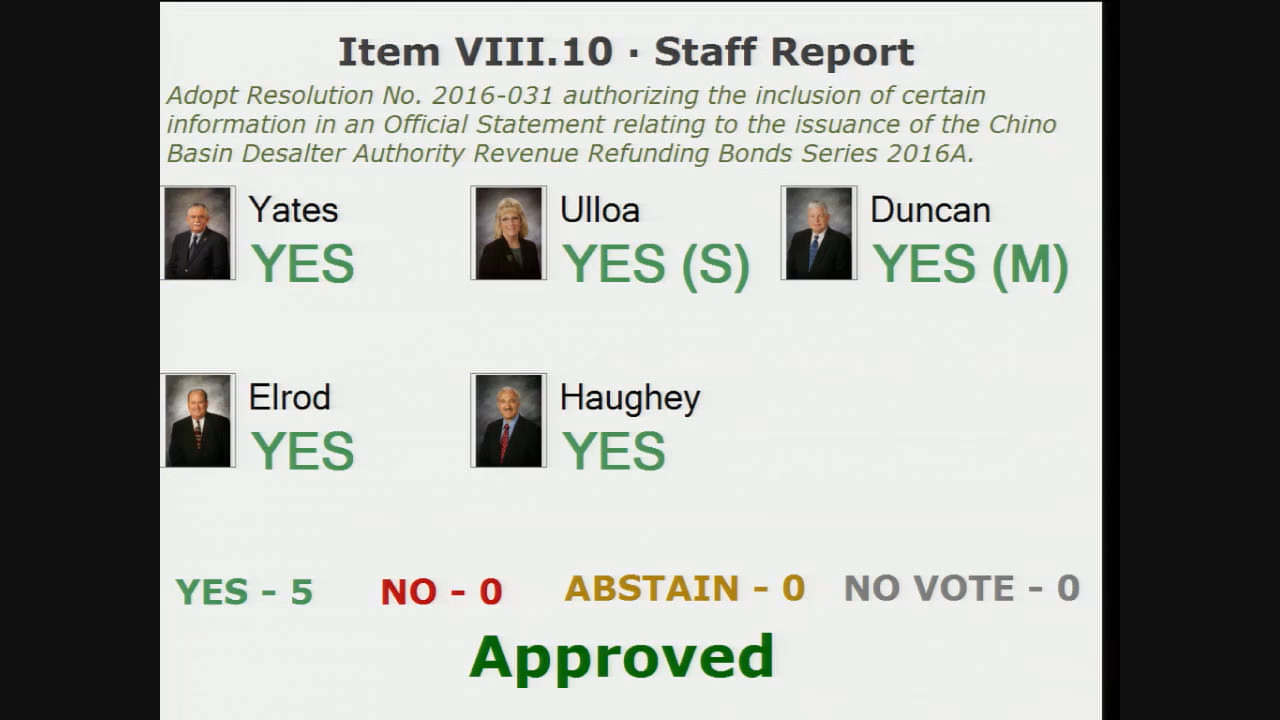 Item VIII.10 · Staff Report
Adopt Resolution No. 2016-031 authorizing the inclusion of certain
information in an Official Statement relating to the issuance of the Chino
Basin Desalter Authority Revenue Refunding Bonds Series 2016A.
Yates
YES
Ulloa
YES (S)
Duncan
YES (M)
Elrod
YES
Haughey
YES
YES - 5 NO - 0 ABSTAIN - 0 NO VOTE - 0
Approved